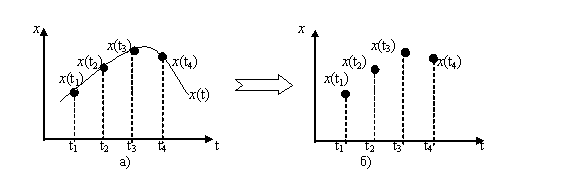 x
x(t₁) x(t₂) x(t₃) x(t₄)
x(t)
t₁ t₂ t₃ t₄ t
а)
x
x(t₁) x(t₂) x(t₃) x(t₄)
t₁ t₂ t₃ t₄ t
б)